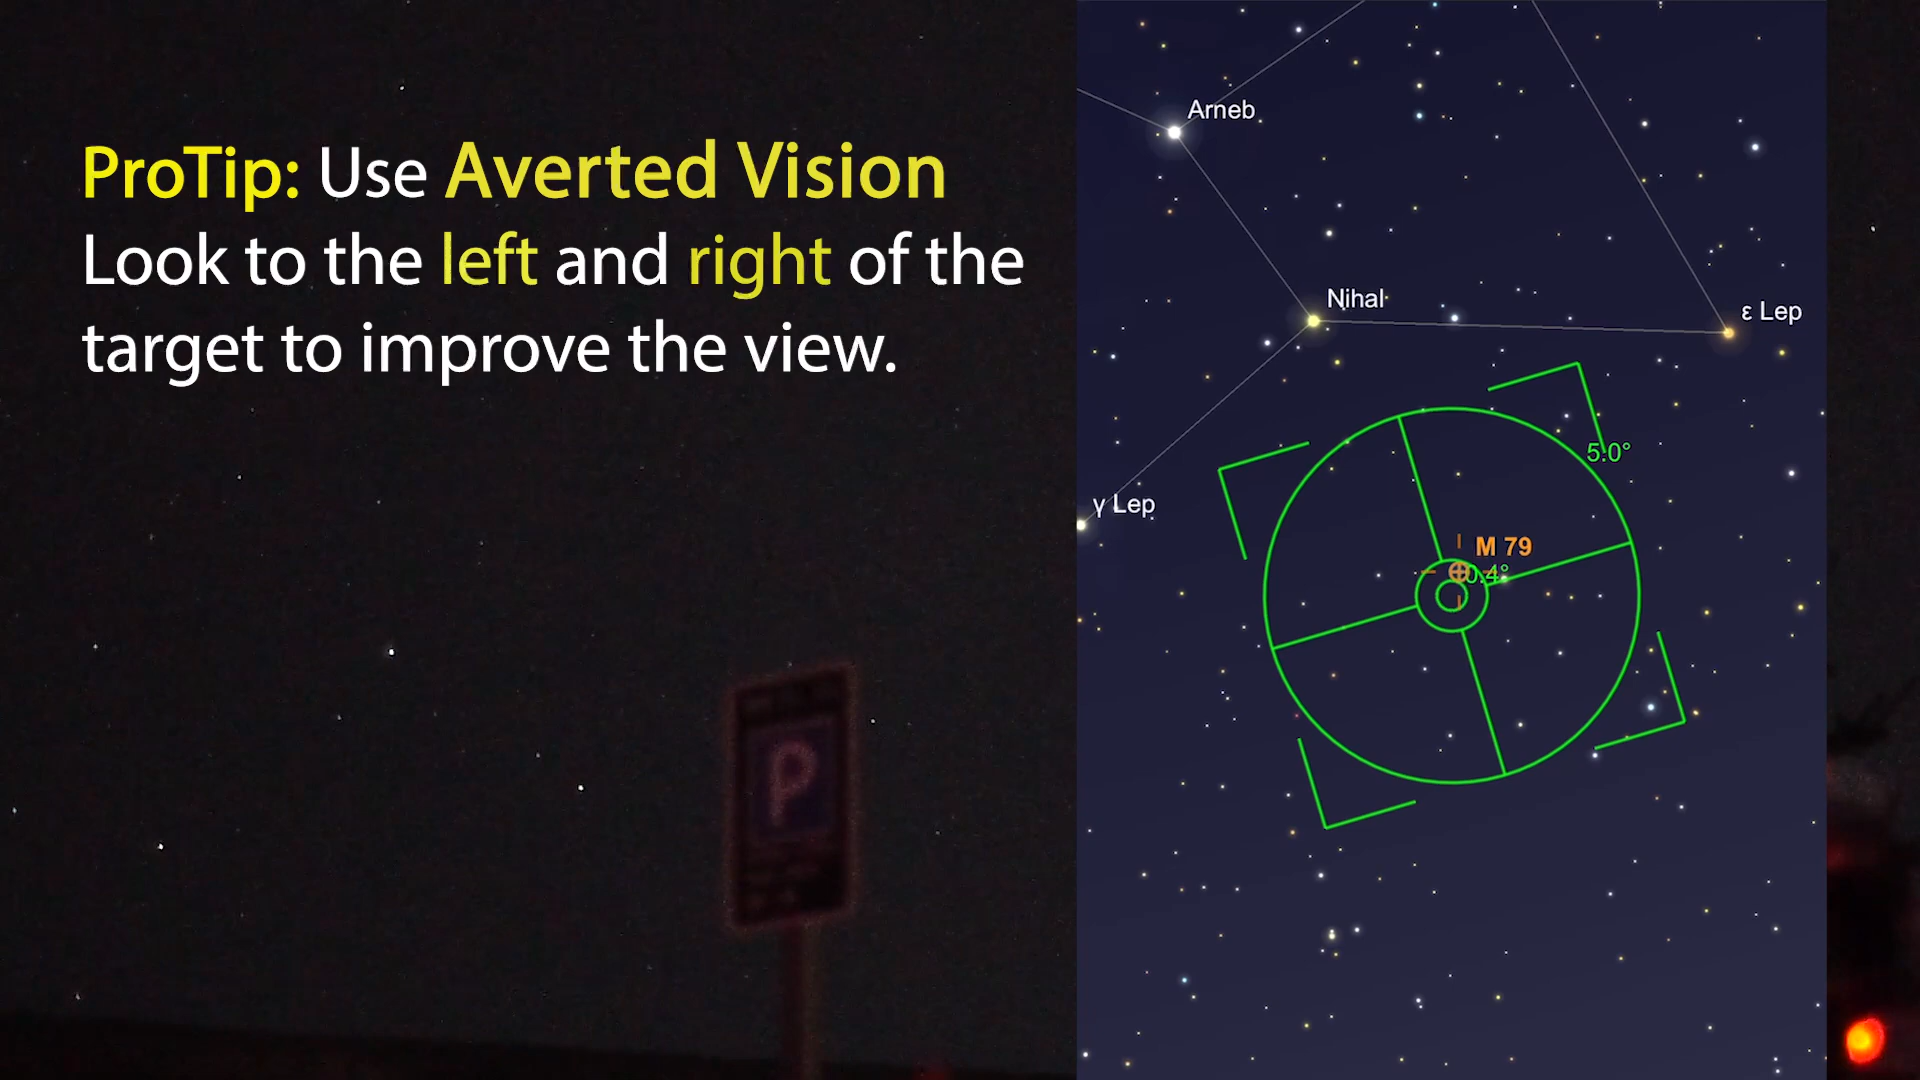 ProTip: Use Averted Vision
Look to the left and right of the
target to improve the view.
P
Arneb
Nihal
ε Lep
5.0°
γ Lep
M 79
0.4°